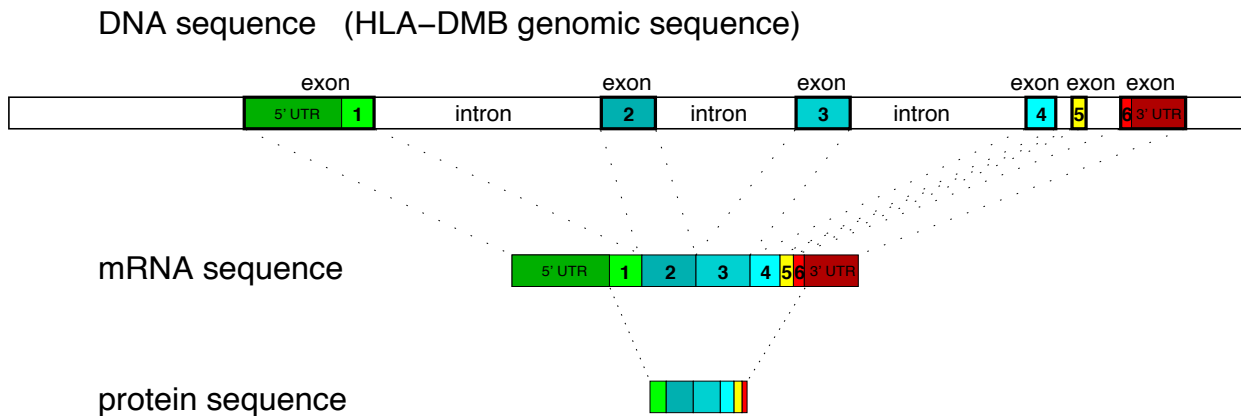 DNA sequence (HLA−DMB genomic sequence)
exon exon exon exon exon exon
5' UTR 1 intron 2 intron 3 intron 4 5 6 3' UTR
mRNA sequence 5' UTR 1 2 3 4 5 6 3' UTR
protein sequence